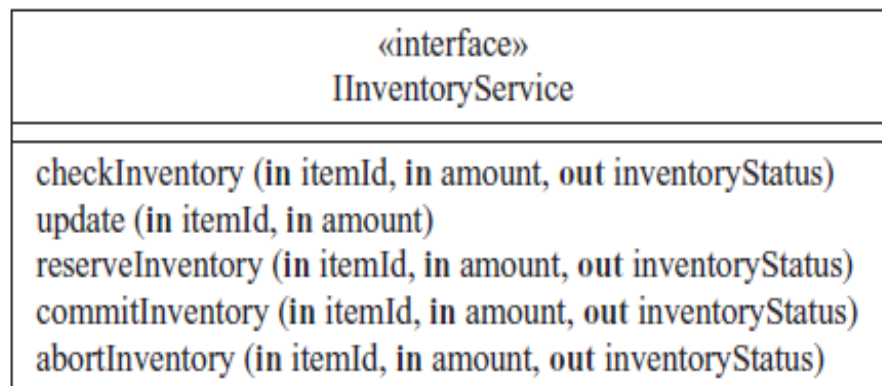 «interface»
IInventoryService
checkInventory (in itemId, in amount, out inventoryStatus)
update (in itemId, in amount)
reserveInventory (in itemId, in amount, out inventoryStatus)
commitInventory (in itemId, in amount, out inventoryStatus)
abortInventory (in itemId, in amount, out inventoryStatus)